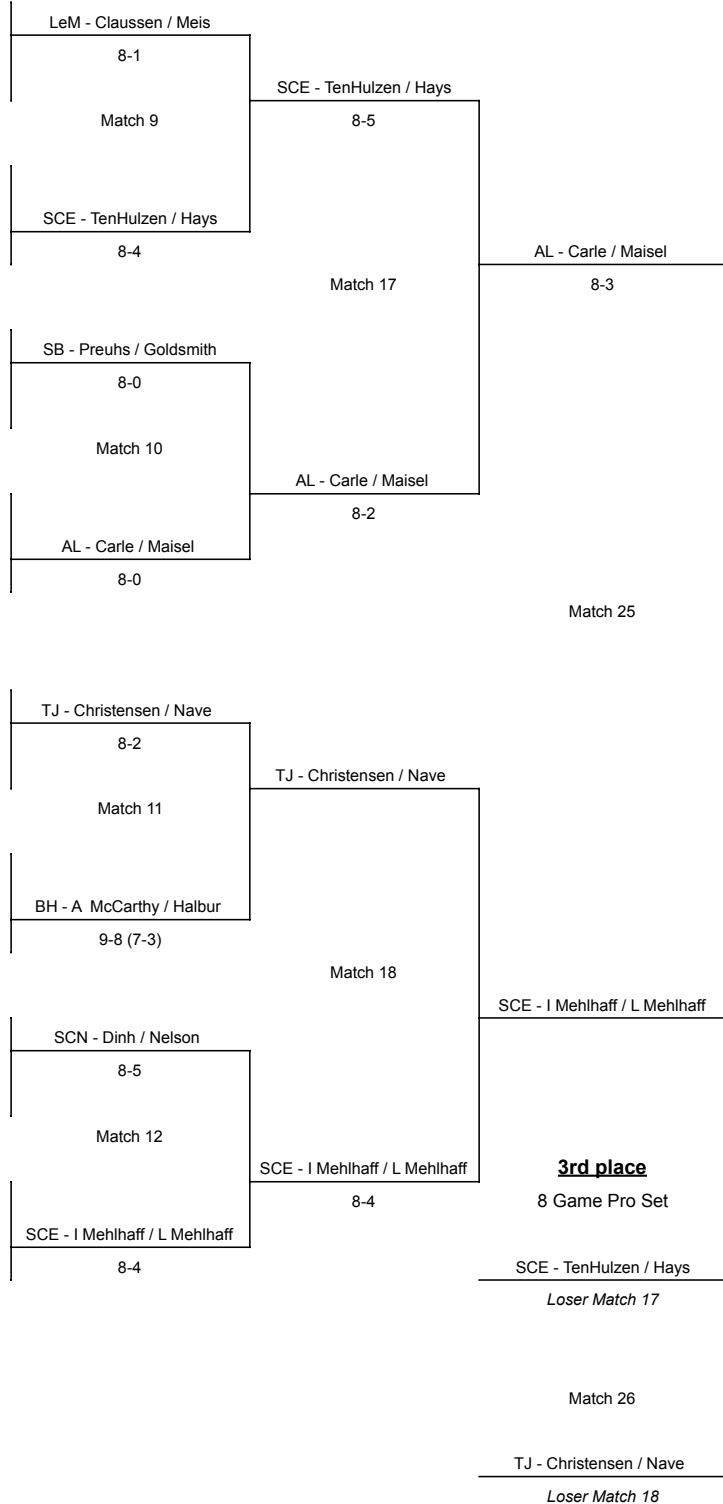 LeM - Claussen / Meis
8-1
SCE - TenHulzen / Hays
Match 9
8-5
SCE - TenHulzen / Hays
8-4
AL - Carle / Maisel
Match 17
8-3
SB - Preuhs / Goldsmith
8-0
Match 10
AL - Carle / Maisel
8-2
AL - Carle / Maisel
8-0
Match 25
TJ - Christensen / Nave
8-2
TJ - Christensen / Nave
Match 11
BH - A McCarthy / Halbur
9-8 (7-3)
Match 18
SCE - I Mehlhaff / L Mehlhaff
SCN - Dinh / Nelson
8-5
Match 12
SCE - I Mehlhaff / L Mehlhaff
8-4
3rd place
8 Game Pro Set
SCE - I Mehlhaff / L Mehlhaff
8-4
SCE - TenHulzen / Hays
Loser Match 17
Match 26
TJ - Christensen / Nave
Loser Match 18